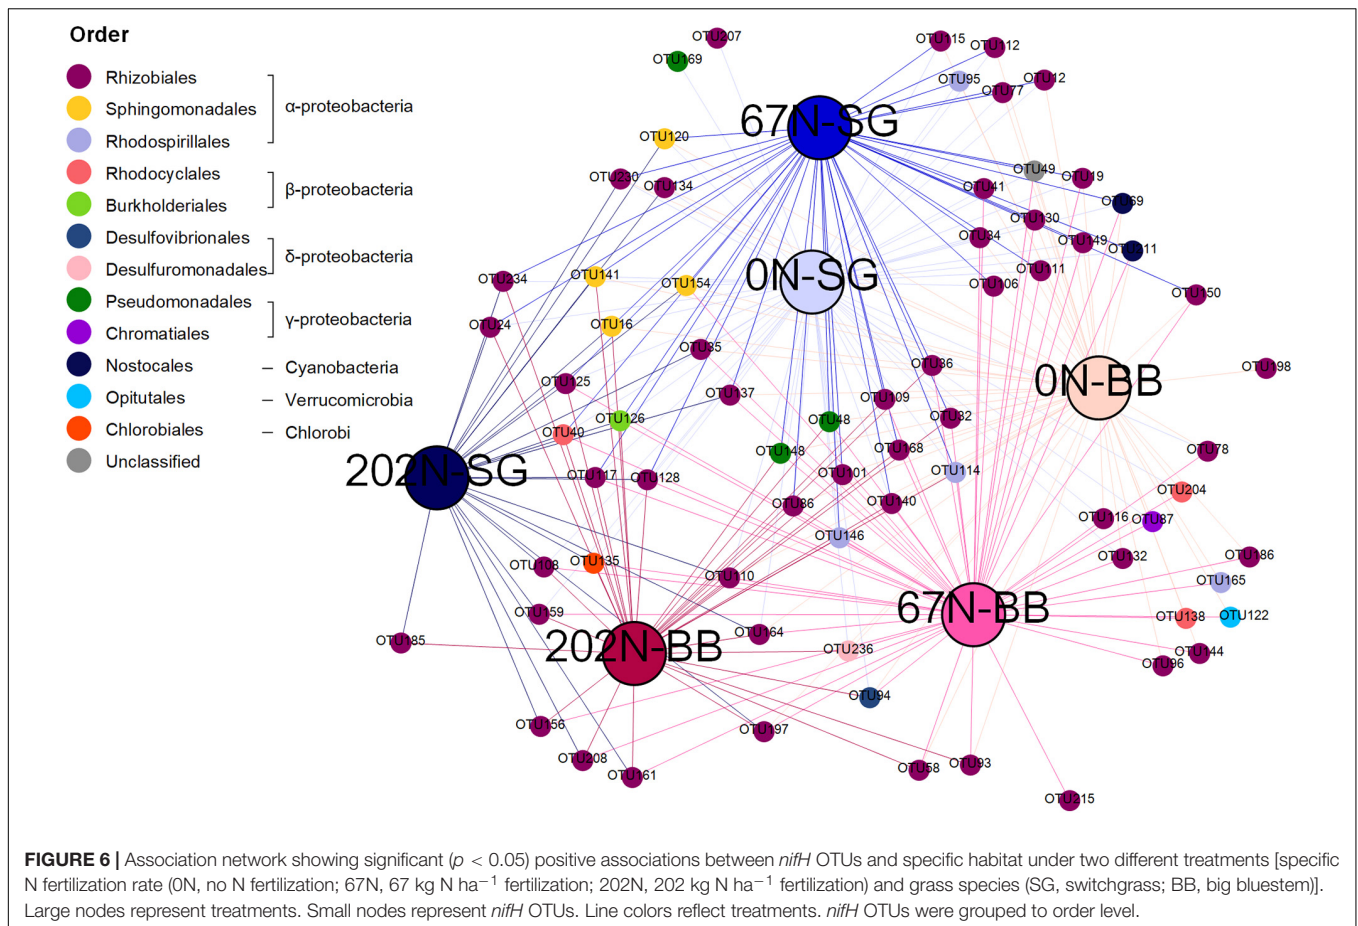 Order
Rhizobiales
Sphingomonadales
Rhodospirillales
α-proteobacteria
Rhodocyclales
Burkholderiales
β-proteobacteria
Desulfovibrionales
Desulfuromonadales
δ-proteobacteria
Pseudomonadales
Chromatiales
γ-proteobacteria
Nostocales – Cyanobacteria
Opitutales – Verrucomicrobia
Chlorobiales – Chlorobi
Unclassified
OTU207
OTU169
OTU115
OTU112
OTU95
OTU12
OTU77
67N-SG
OTU120
OTU230
OTU134
OTU49
OTU19
OTU41
OTU69
OTU130
OTU34
OTU149
OTU211
OTU111
OTU106
OTU150
0N-SG
OTU234
OTU141
OTU154
OTU24
OTU16
OTU35
OTU125
OTU137
OTU36
OTU198
0N-BB
OTU109
OTU126
OTU48
OTU32
OTU40
OTU148
OTU168
OTU78
202N-SG
OTU117
OTU128
OTU101
OTU114
OTU204
OTU86
OTU140
OTU116
OTU37
OTU146
OTU132
OTU186
OTU108
OTU135
OTU110
OTU165
OTU159
67N-BB
OTU138
OTU122
OTU185
202N-BB
OTU164
OTU236
OTU144
OTU96
OTU94
OTU156
OTU197
OTU208
OTU161
OTU58
OTU93
OTU215
FIGURE 6 | Association network showing significant (p < 0.05) positive associations between nifH OTUs and specific habitat under two different treatments [specific
N fertilization rate (0N, no N fertilization; 67N, 67 kg N ha−1 fertilization; 202N, 202 kg N ha−1 fertilization) and grass species (SG, switchgrass; BB, big bluestem)].
Large nodes represent treatments. Small nodes represent nifH OTUs. Line colors reflect treatments. nifH OTUs were grouped to order level.